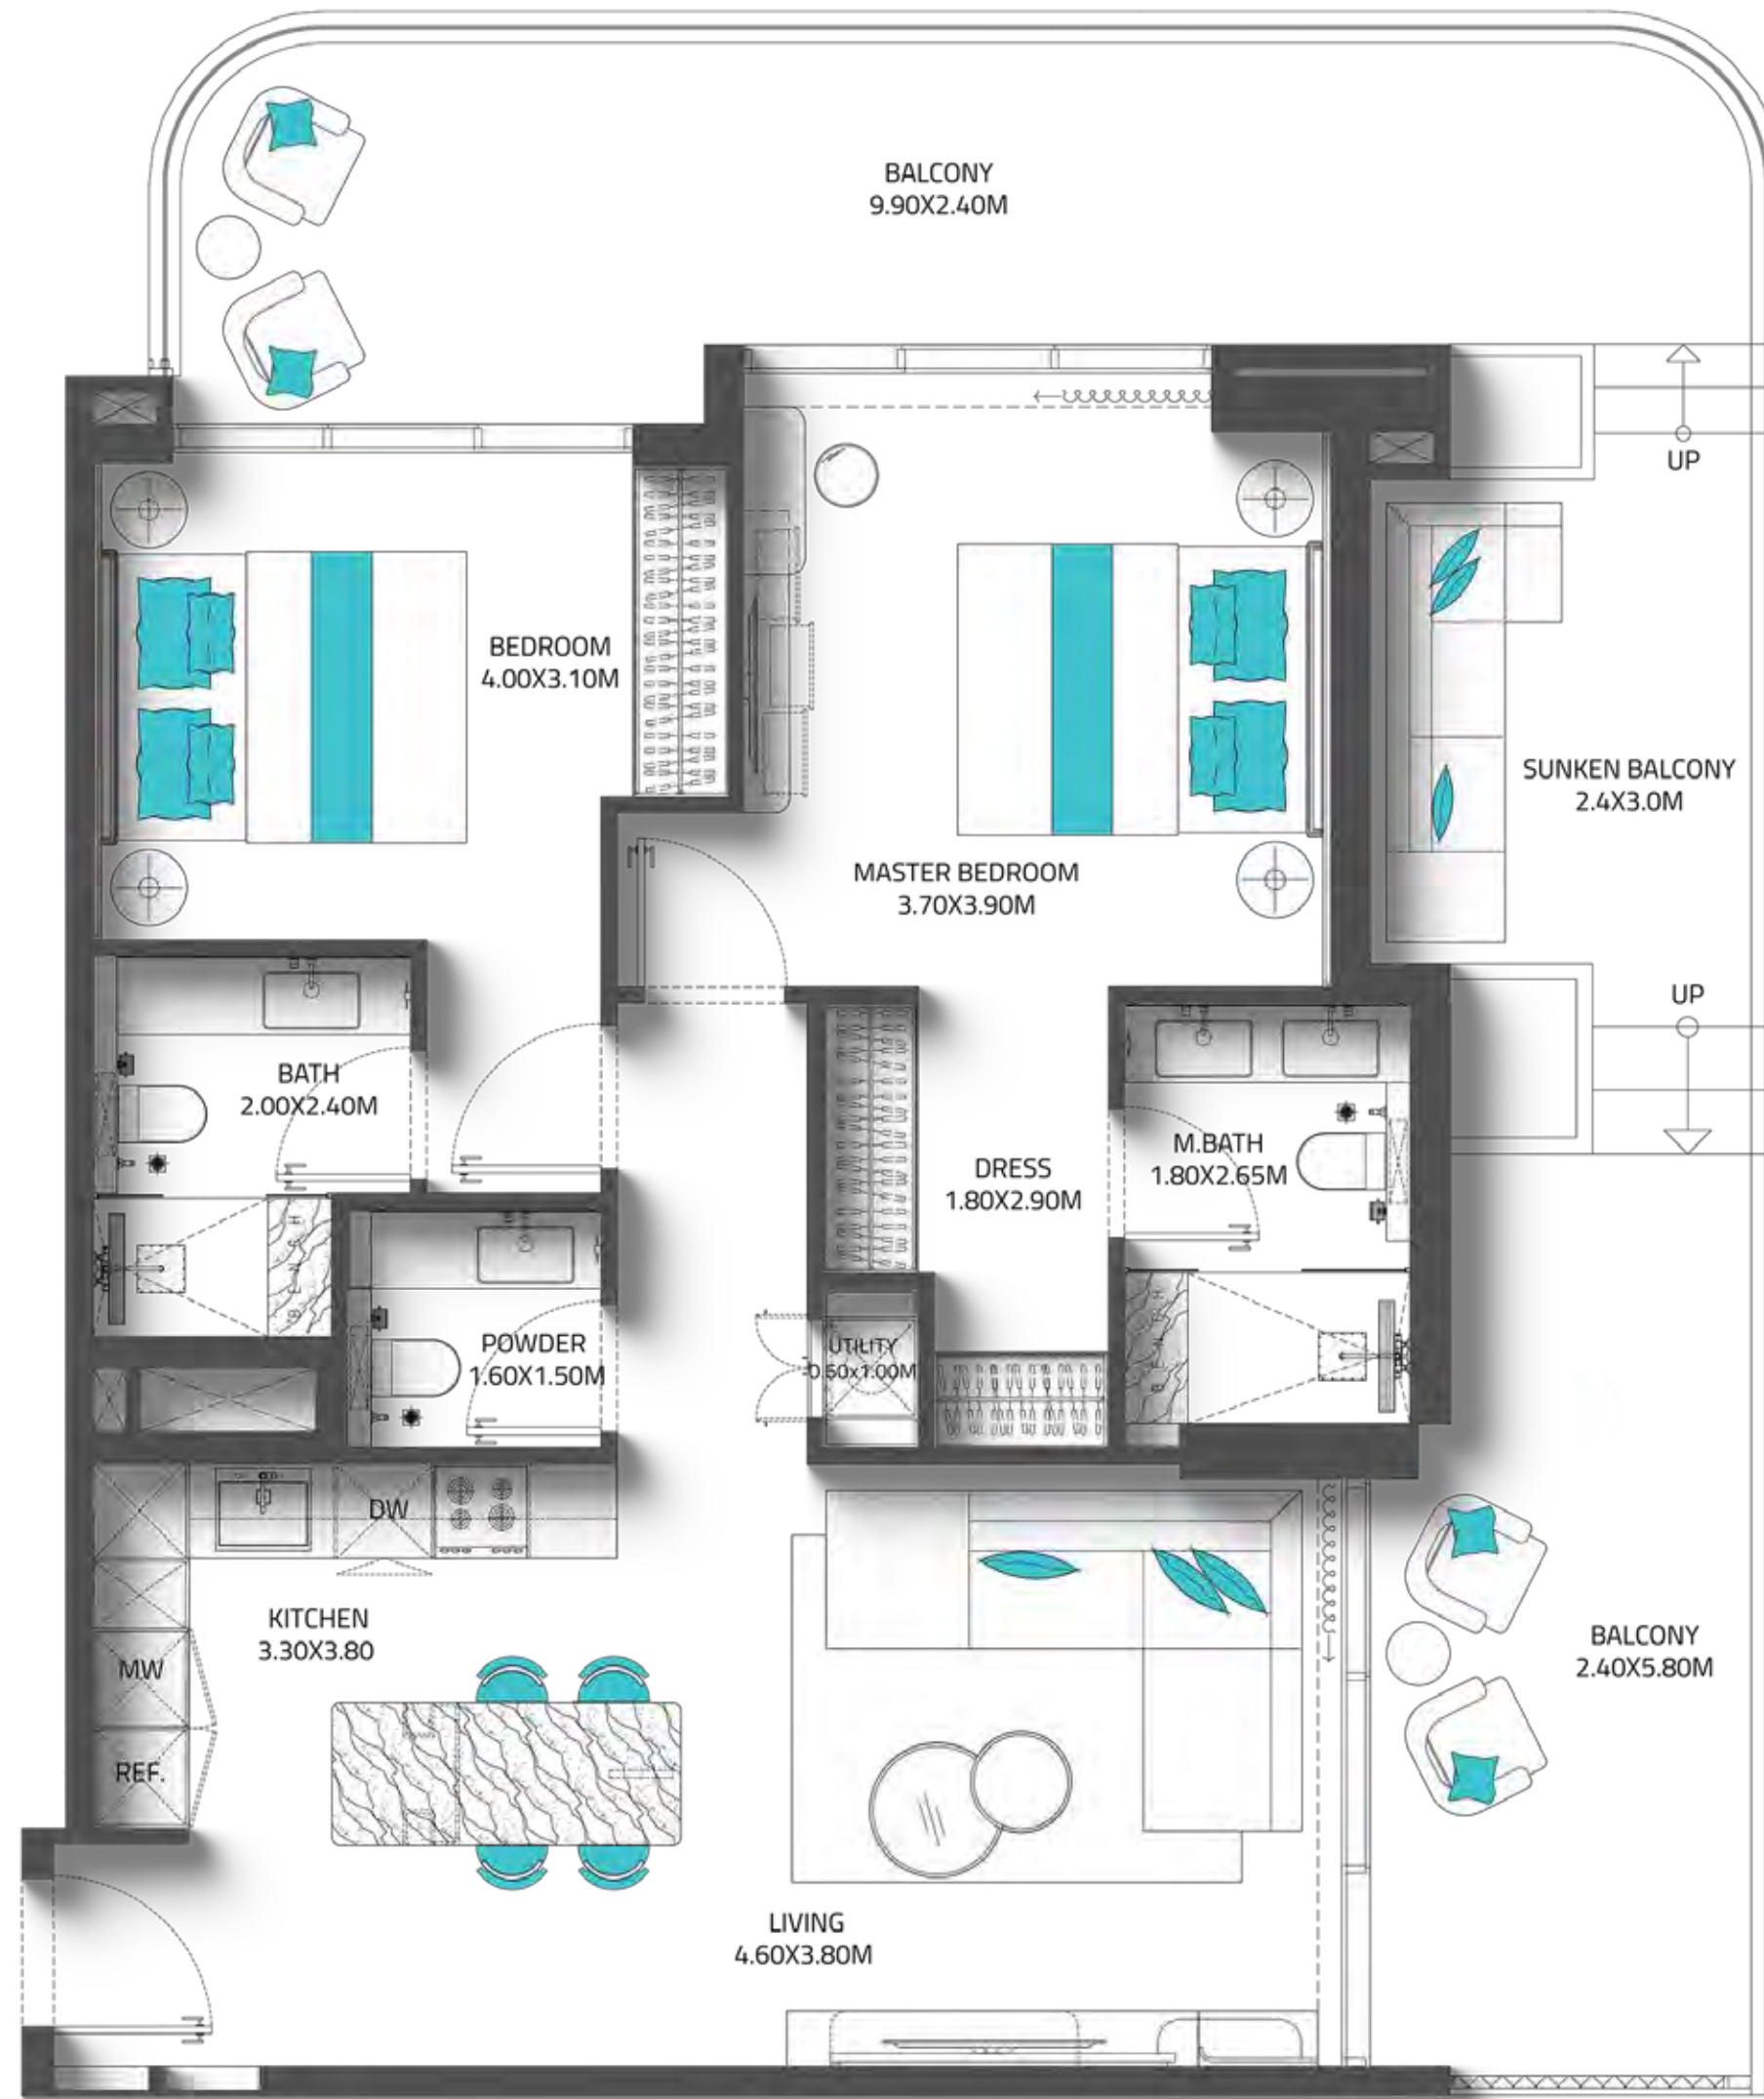 BALCONY
9.90X2.40M
UP
BEDROOM
4.00X3.10M
SUNKEN BALCONY
2.4X3.0M
MASTER BEDROOM
3.70X3.90M
UP
BATH
2.00X2.40M
M.BATH
1.80X2.65M
DRESS
1.80X2.90M
BENCH
BENCH
POWDER
1.60X1.50M
UTILITY
0.50x1.00M
DW
KITCHEN
3.30X3.80
MW
REF.
BALCONY
2.40X5.80M
LIVING
4.60X3.80M